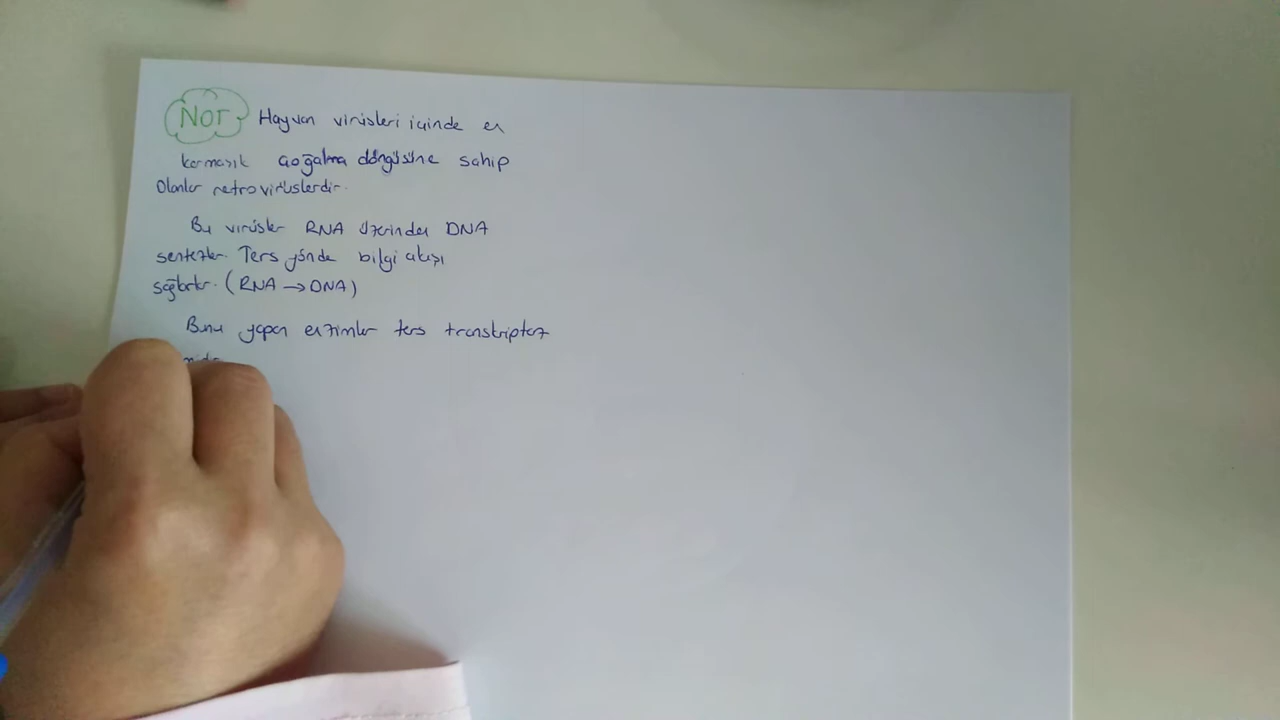 NOT Hayvan virüsleri içinde en
karmaşık çoğalma döngüsüne sahip
Olanlar retrovirüslerdir.
Bu virüsler RNA üzerinden DNA
sentezler. Ters yönde bilgi akışı
sağlarlar. (RNA → DNA)
Bunu yapan enzimler ters transkriptaz